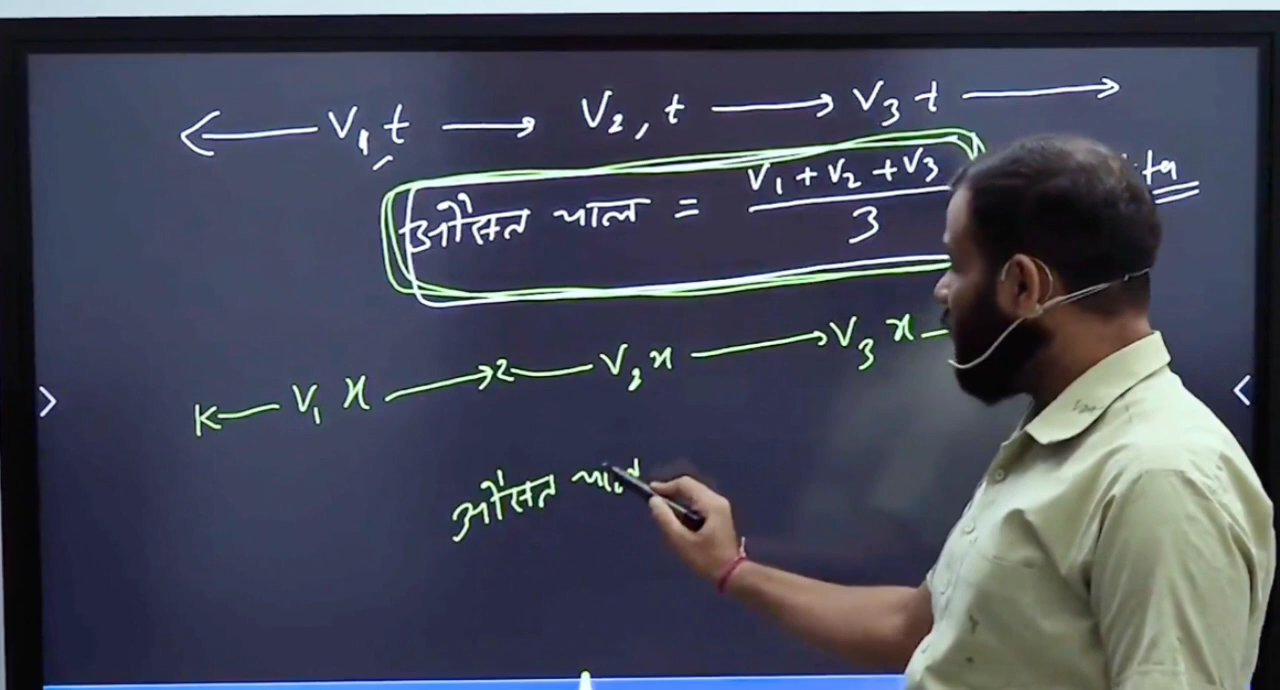 V₁ t → V₂, t → V₃ t →
औसत चाल = V₁ + V₂ + V₃ / 3
V₁ x → V₂ x → V₃ x
औसत चाल